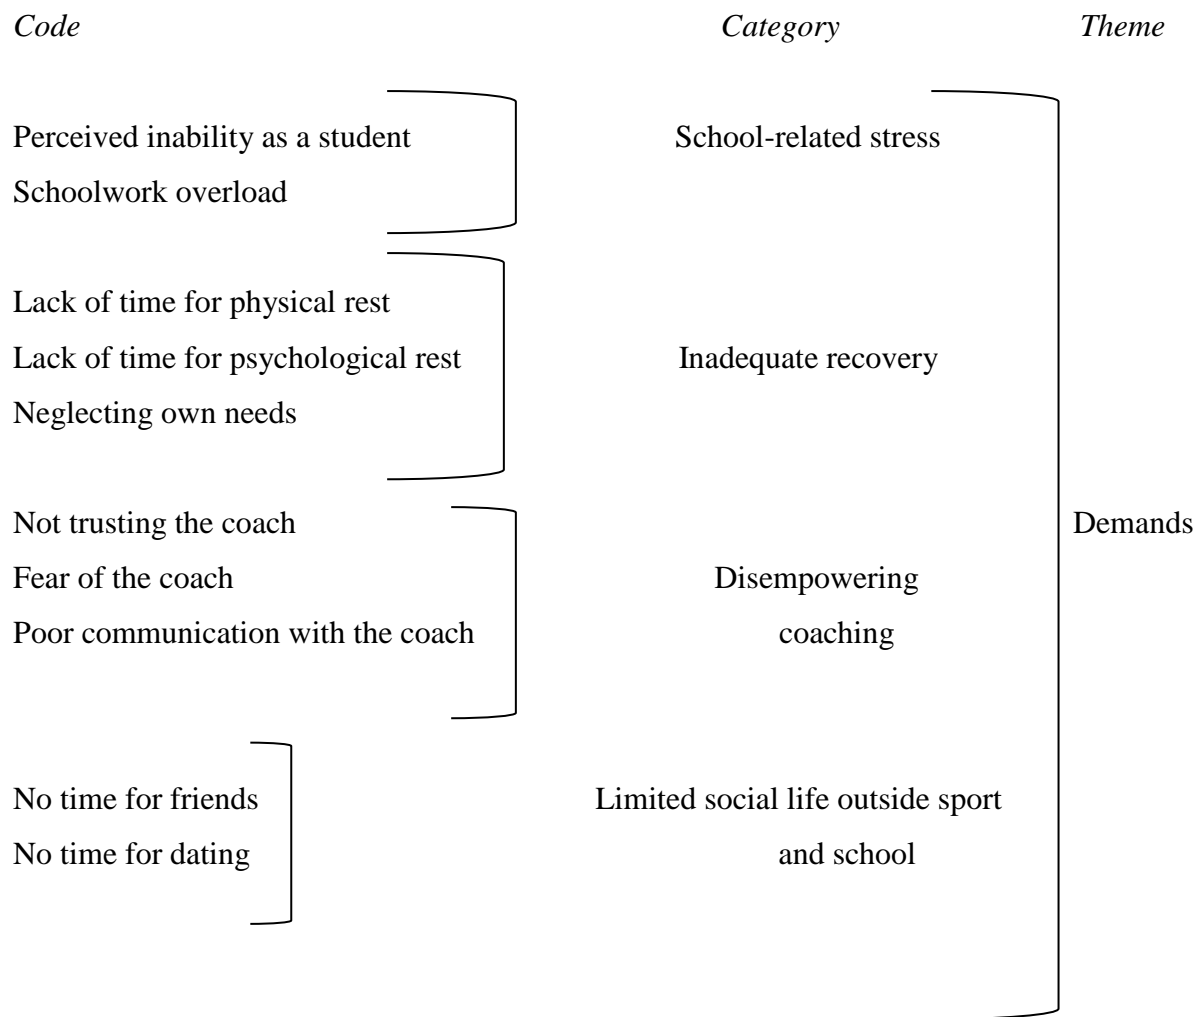 Code Category Theme
Perceived inability as a student School-related stress
Schoolwork overload
Lack of time for physical rest
Lack of time for psychological rest Inadequate recovery
Neglecting own needs
Not trusting the coach Demands
Fear of the coach Disempowering
Poor communication with the coach coaching
No time for friends Limited social life outside sport
No time for dating and school